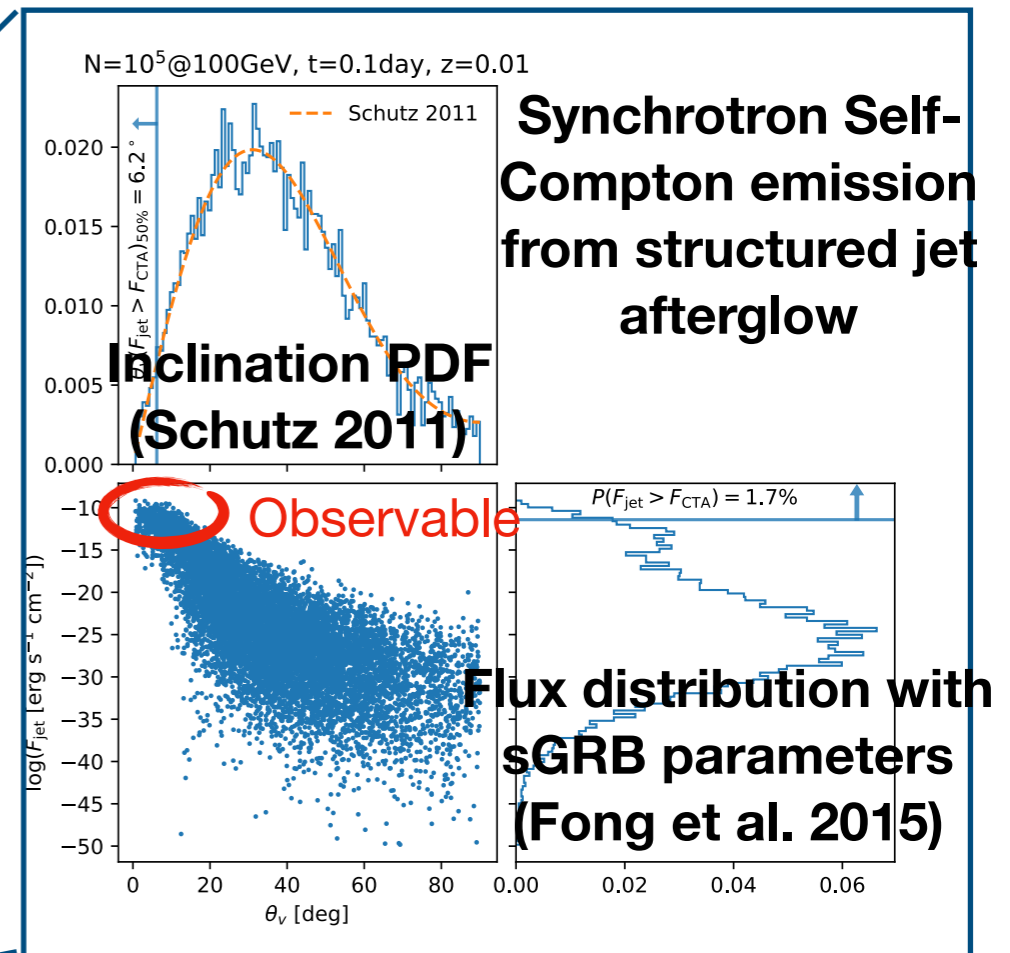 N=10⁵@100GeV, t=0.1day, z=0.01
Schutz 2011
0.020
0.015
0.010
0.005
0.000
(F_jet > F_CTA)_50% = 6.2°
Synchrotron Self-
Compton emission
from structured jet
afterglow
Inclination PDF
(Schutz 2011)
−10
−15
−20
−25
−30
−35
−40
−45
−50
log(F_jet [erg s⁻¹ cm⁻²])
Observable
0
20
40
60
80
θ_v [deg]
P(F_jet > F_CTA) = 1.7%
Flux distribution with
sGRB parameters
(Fong et al. 2015)
0.00
0.02
0.04
0.06